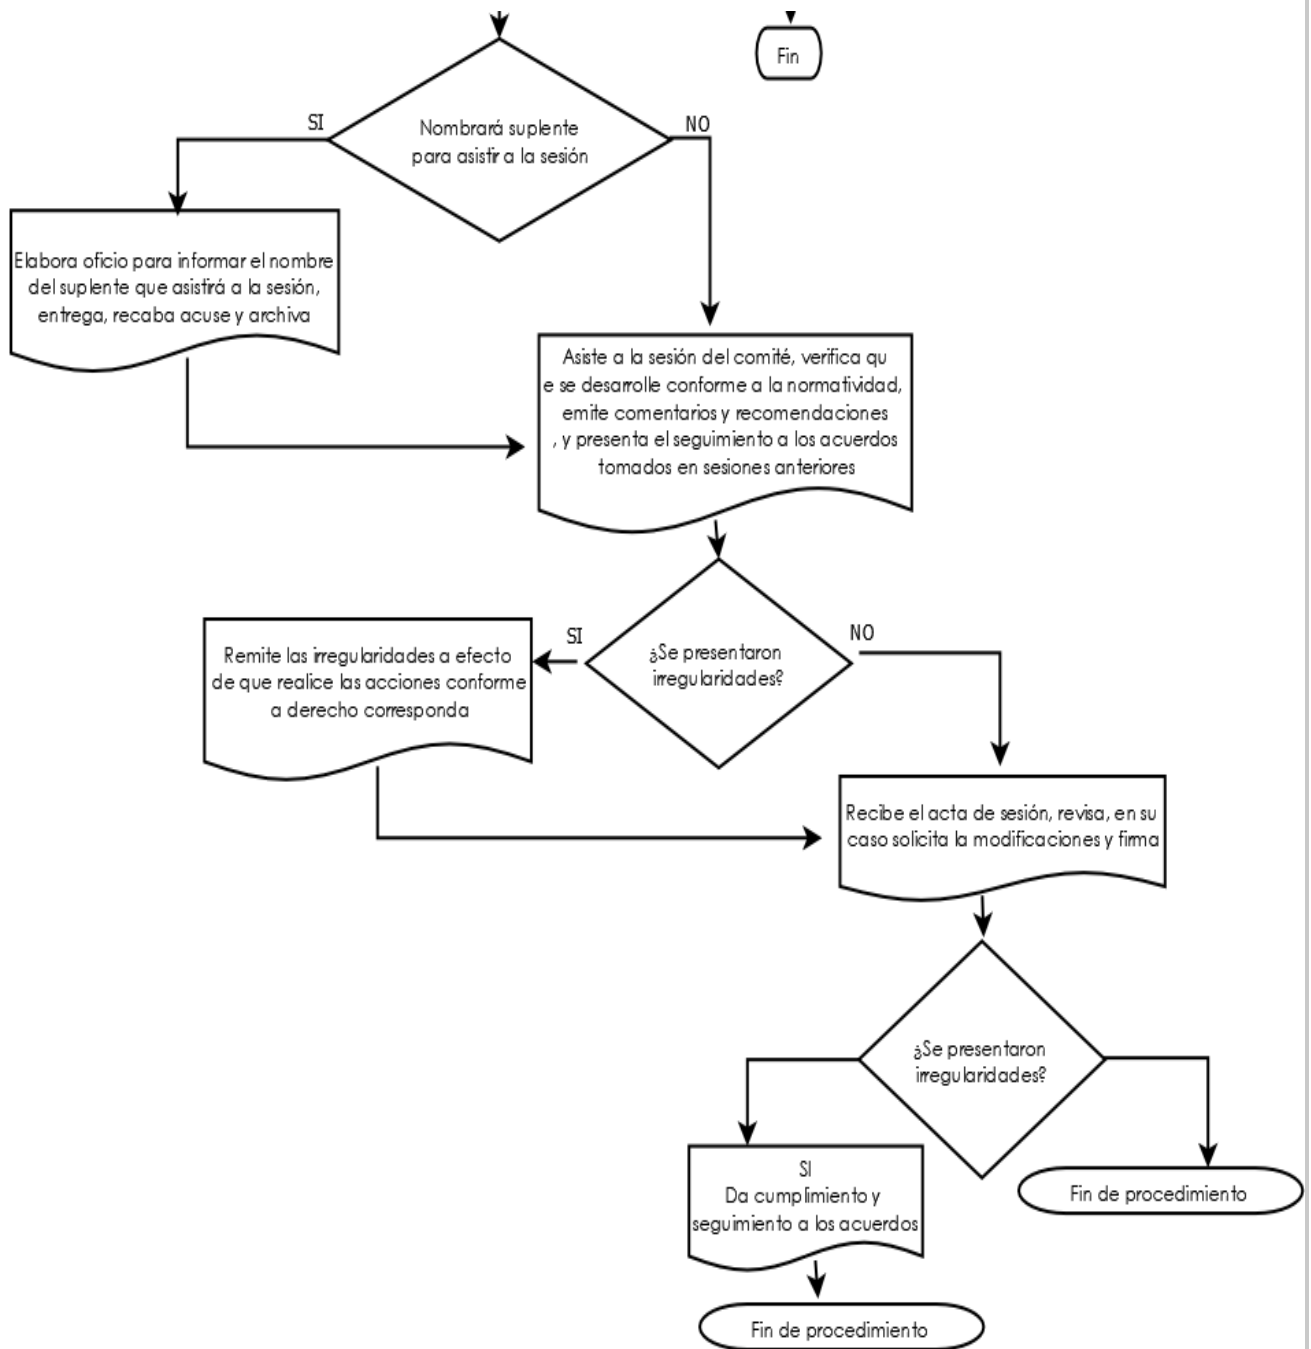 Fin
SI
NO
Nombrará suplente
para asistir a la sesión
Elabora oficio para informar el nombre
del suplente que asistirá a la sesión,
entrega, recaba acuse y archiva
Asiste a la sesión del comité, verifica qu
e se desarrolle conforme a la normatividad,
emite comentarios y recomendaciones
, y presenta el seguimiento a los acuerdos
tomados en sesiones anteriores
SI
NO
¿Se presentaron
irregularidades?
Remite las irregularidades a efecto
de que realice las acciones conforme
a derecho corresponda
Recibe el acta de sesión, revisa, en su
caso solicita la modificaciones y firma
¿Se presentaron
irregularidades?
SI
Da cumplimiento y
seguimiento a los acuerdos
Fin de procedimiento
Fin de procedimiento